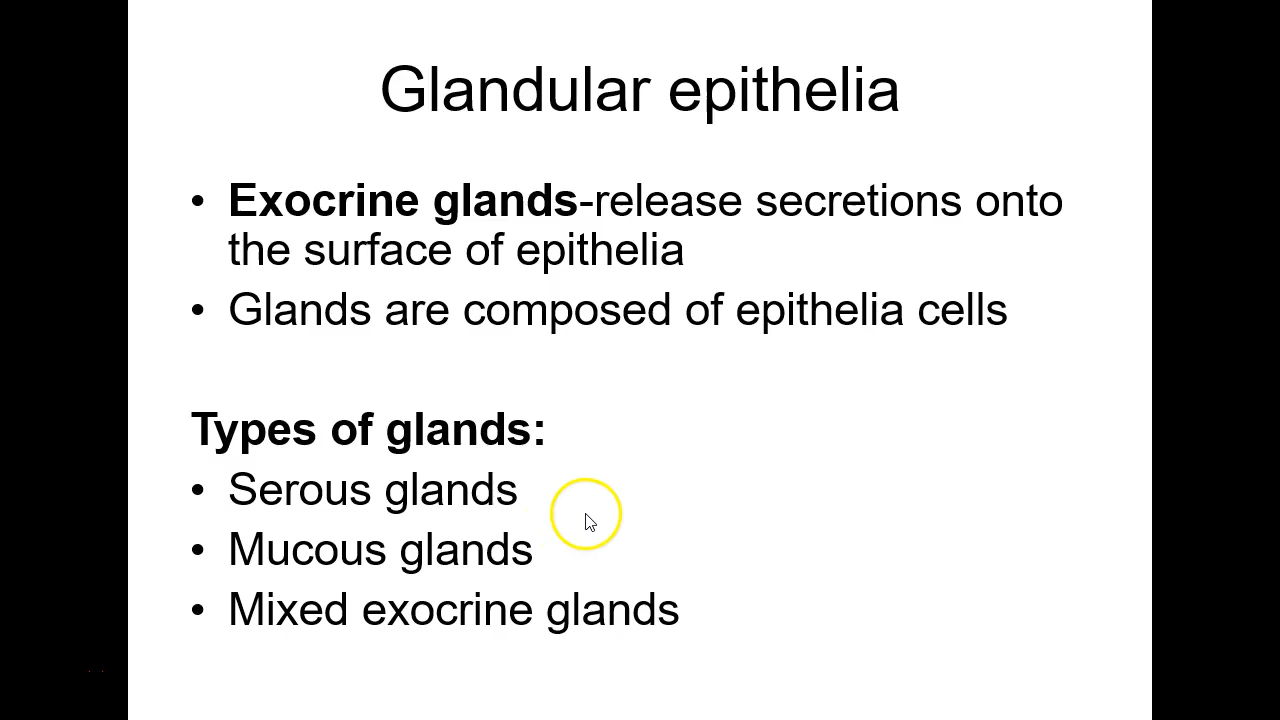 Glandular epithelia
• Exocrine glands-release secretions onto
the surface of epithelia
• Glands are composed of epithelia cells
Types of glands:
• Serous glands
• Mucous glands
• Mixed exocrine glands